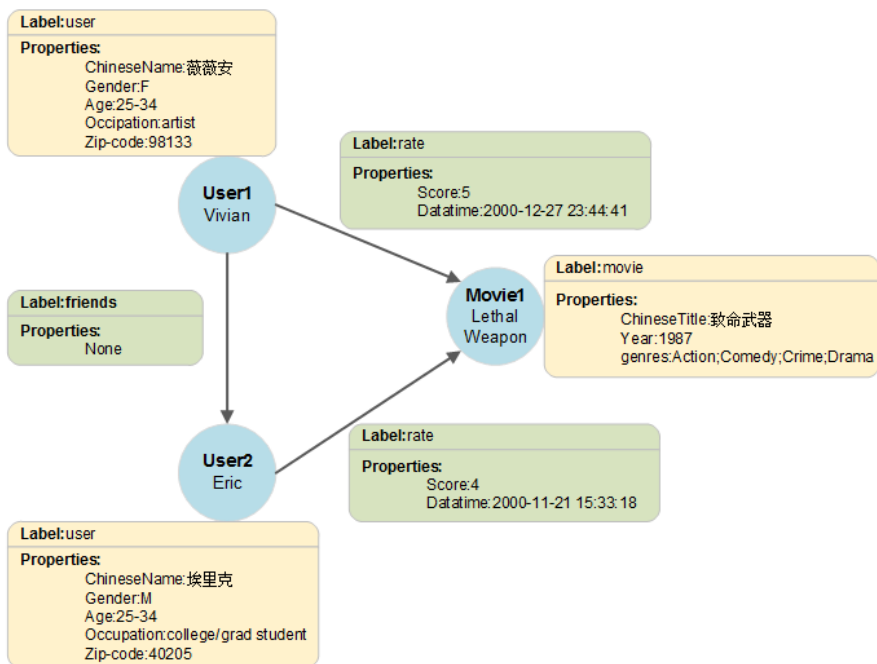 Label:user
Properties:
ChineseName:薇薇安
Gender:F
Age:25-34
Occipation:artist
Zip-code:98133
User1
Vivian
Label:rate
Properties:
Score:5
Datatime:2000-12-27 23:44:41
Label:friends
Properties:
None
Movie1
Lethal
Weapon
Label:movie
Properties:
ChineseTitle:致命武器
Year:1987
genres:Action;Comedy;Crime;Drama
User2
Eric
Label:rate
Properties:
Score:4
Datatime:2000-11-21 15:33:18
Label:user
Properties:
ChineseName:埃里克
Gender:M
Age:25-34
Occupation:college/grad student
Zip-code:40205